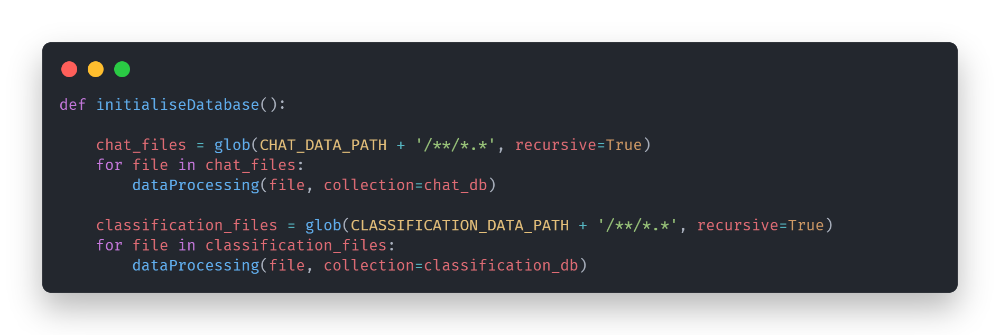 def initialiseDatabase():
    chat_files = glob(CHAT_DATA_PATH + '/**/*.*', recursive=True)
    for file in chat_files:
        dataProcessing(file, collection=chat_db)
    classification_files = glob(CLASSIFICATION_DATA_PATH + '/**/*.*', recursive=True)
    for file in classification_files:
        dataProcessing(file, collection=classification_db)